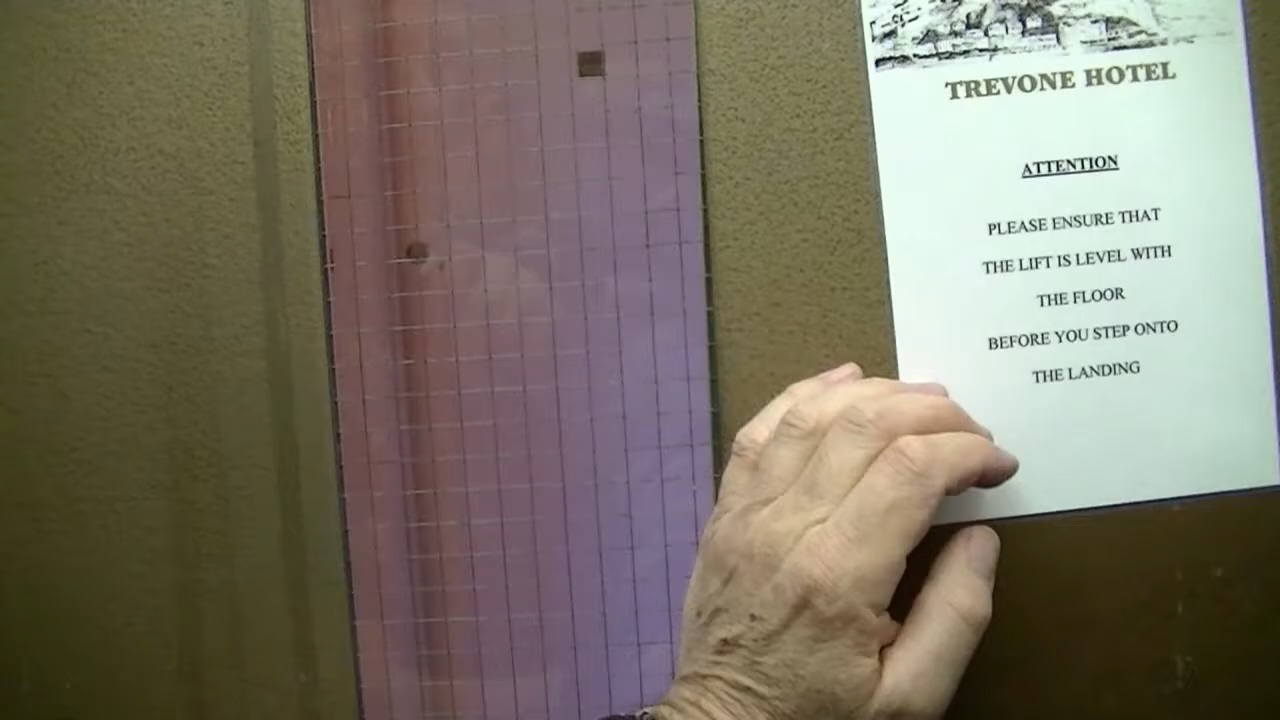 TREVONE HOTEL
ATTENTION
PLEASE ENSURE THAT
THE LIFT IS LEVEL WITH
THE FLOOR
BEFORE YOU STEP ONTO
THE LANDING